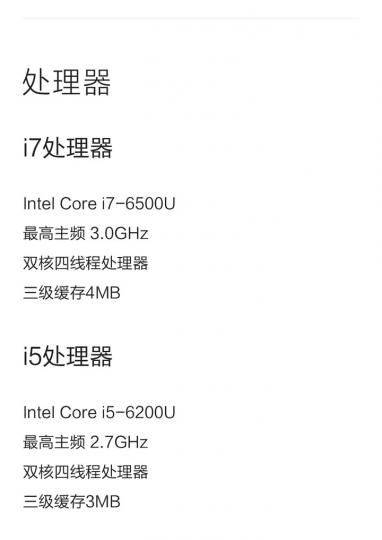 处理器
i7处理器
Intel Core i7-6500U
最高主频 3.0GHz
双核四线程处理器
三级缓存4MB
i5处理器
Intel Core i5-6200U
最高主频 2.7GHz
双核四线程处理器
三级缓存3MB